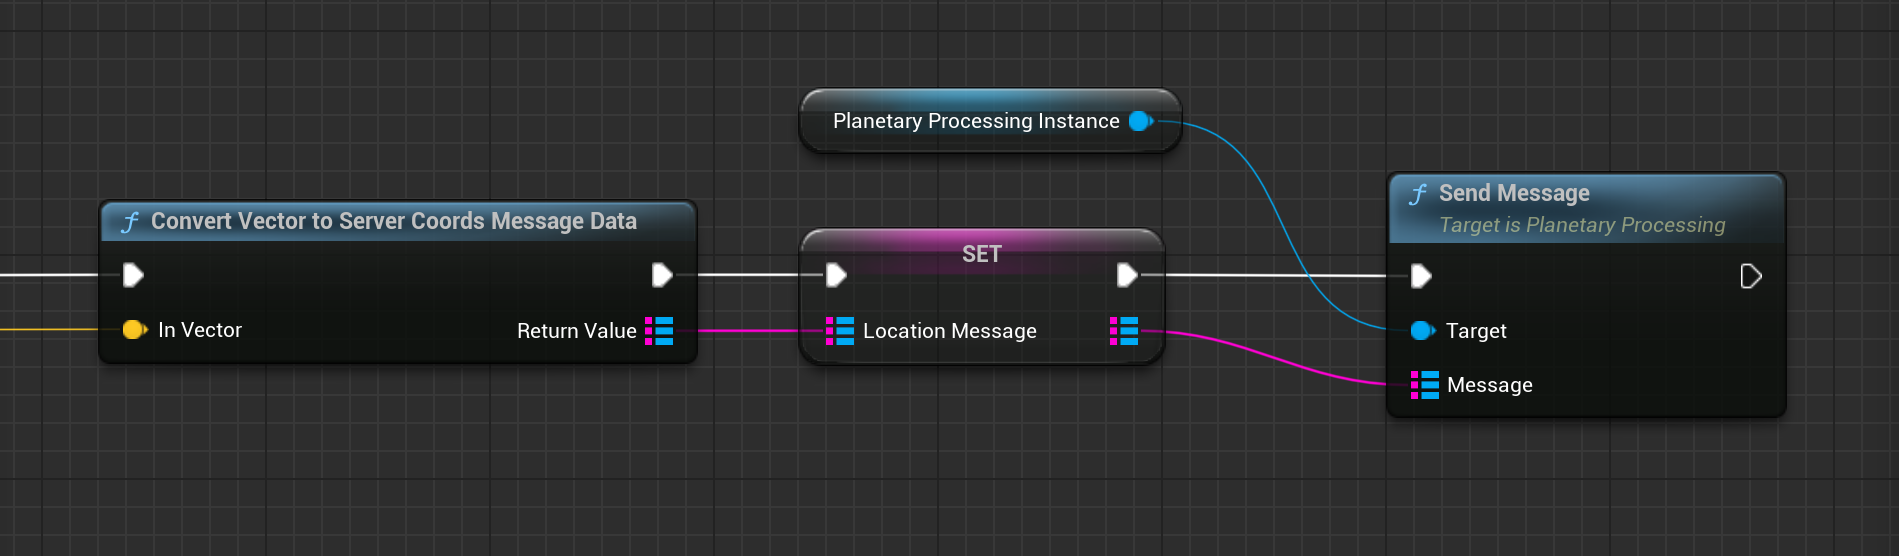 Planetary Processing Instance
f Send Message
Target is Planetary Processing
f Convert Vector to Server Coords Message Data
SET
In Vector
Return Value
Location Message
Target
Message